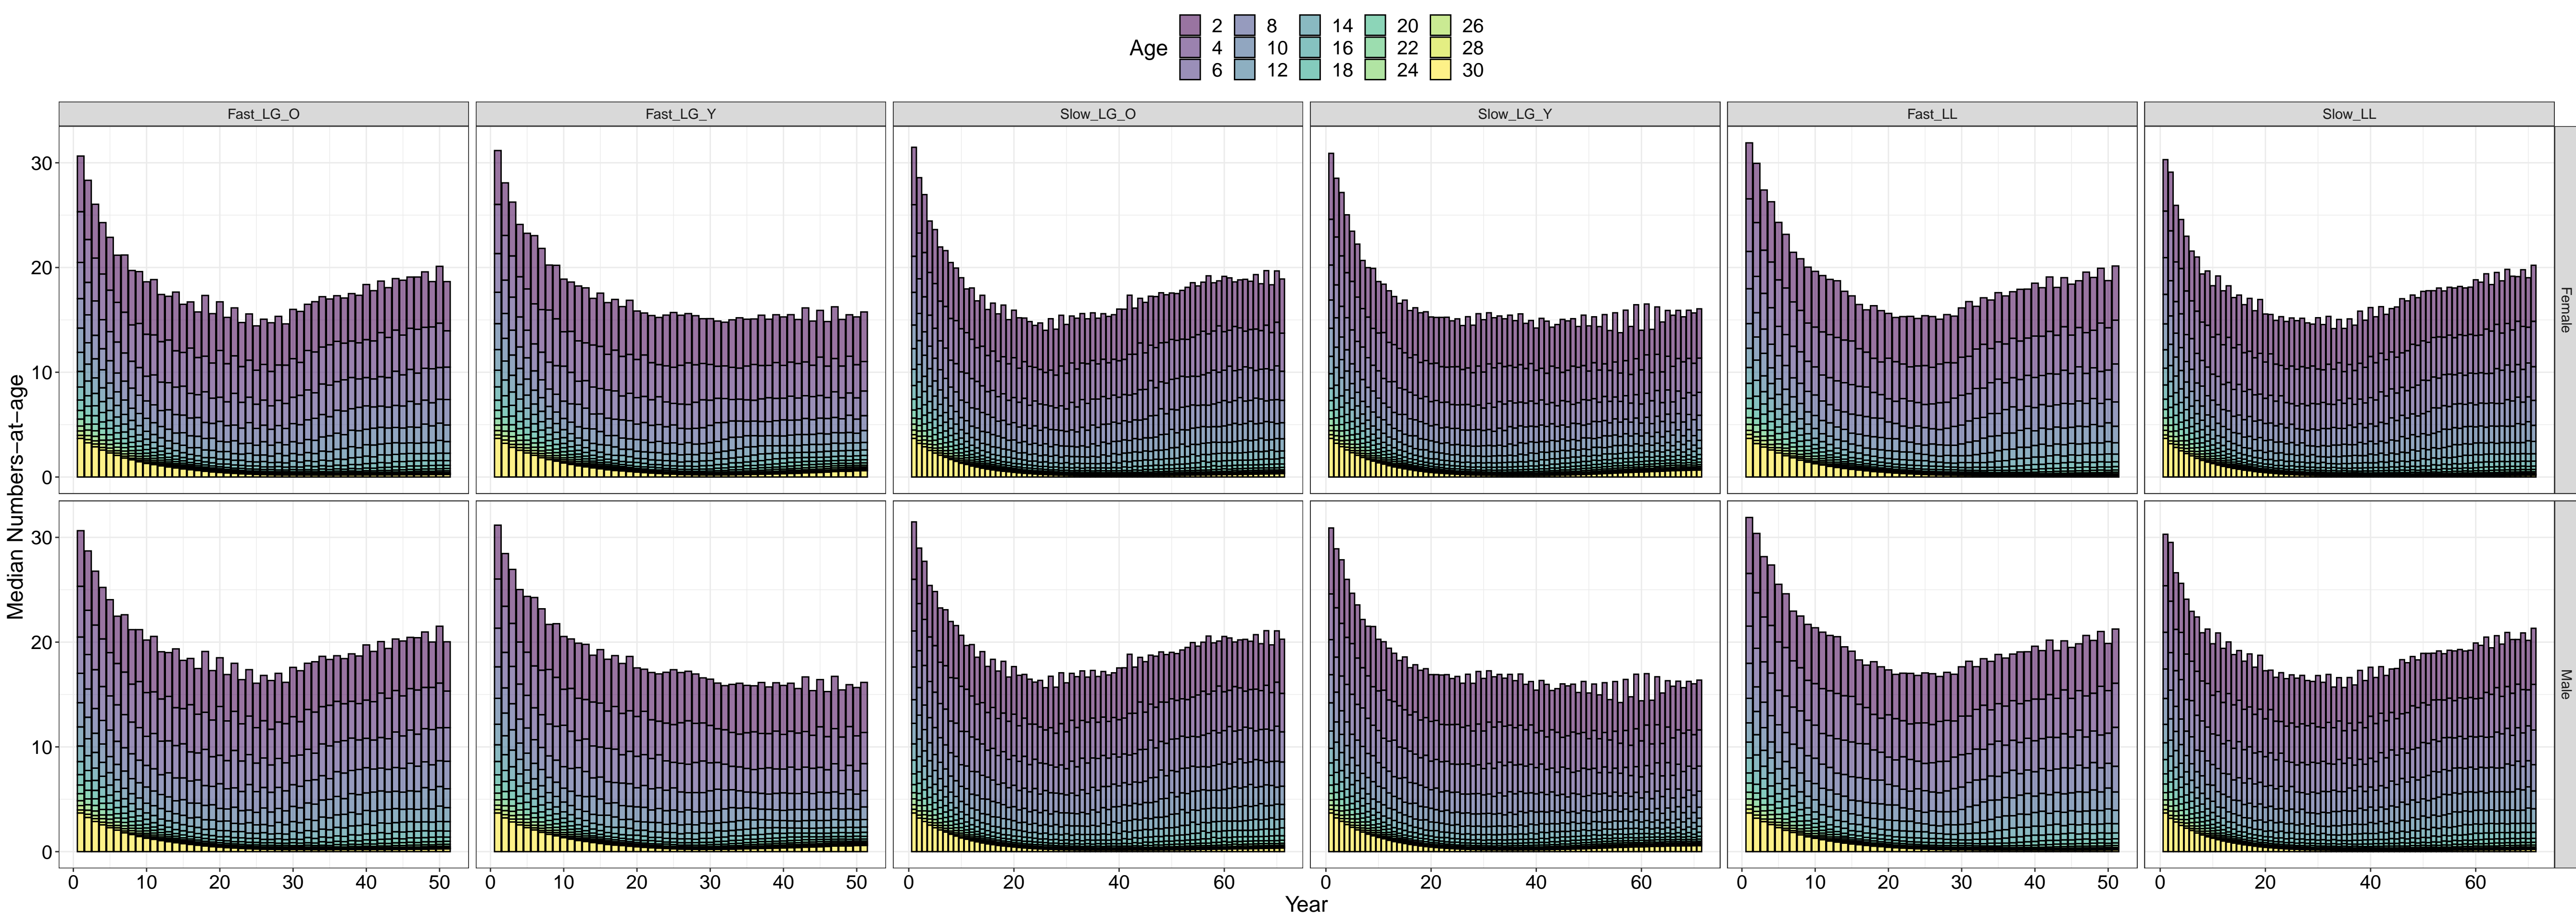 2 8 14 20 26
Age 4 10 16 22 28
6 12 18 24 30
Fast_LG_O Fast_LG_Y Slow_LG_O Slow_LG_Y Fast_LL Slow_LL
Median Numbers−at−age
30
20
10
0
Female
30
20
10
0
Male
0 10 20 30 40 50 0 10 20 30 40 50 0 20 40 60 0 20 40 60 0 10 20 30 40 50 0 20 40 60
Year